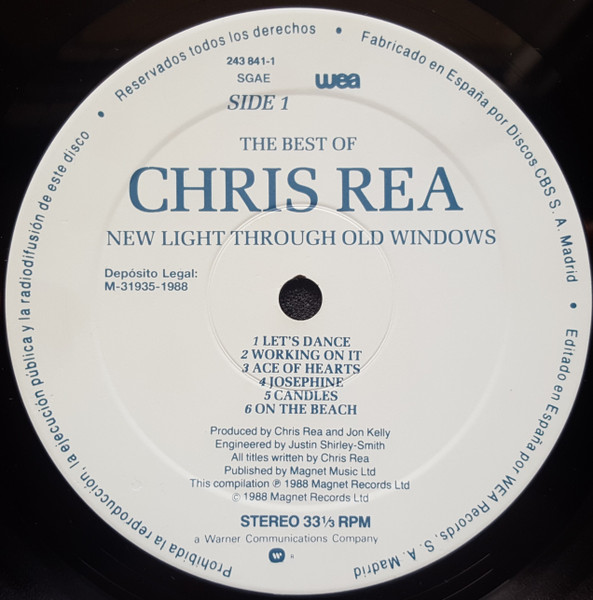 Reservados todos los derechos • Fabricado en España por Discos CBS S. A. Madrid • Editado en España por WEA Records, S. A. Madrid
Prohibida la reproducción, la ejecución pública y la radiodifusión de este disco •
243 841-1
SGAE
wea
SIDE 1
THE BEST OF
CHRIS REA
NEW LIGHT THROUGH OLD WINDOWS
Depósito Legal:
M-31935-1988
1 LET'S DANCE
2 WORKING ON IT
3 ACE OF HEARTS
4 JOSEPHINE
5 CANDLES
6 ON THE BEACH
Produced by Chris Rea and Jon Kelly
Engineered by Justin Shirley-Smith
All titles writteh by Chris Rea
Published by Magnet Music Ltd
This compilation ℗ 1988 Magnet Records Ltd
© 1988 Magnet Records Ltd
STEREO 33⅓ RPM
a Warner Communications Company